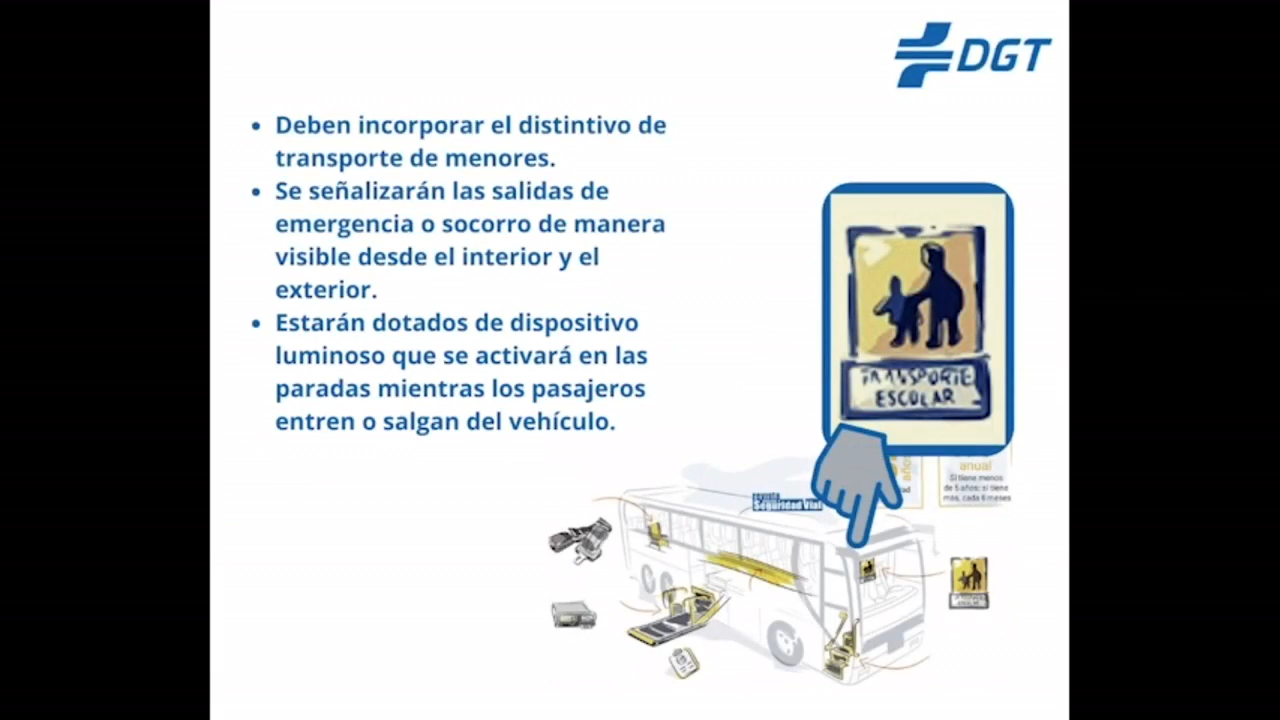 DGT
• Deben incorporar el distintivo de
transporte de menores.
• Se señalizarán las salidas de
emergencia o socorro de manera
visible desde el interior y el
exterior.
• Estarán dotados de dispositivo
luminoso que se activará en las
paradas mientras los pasajeros
entren o salgan del vehículo.
TRANSPORTE
ESCOLAR
anual
Si tiene menos
de 5 años: si tiene
más, cada 6 meses
Seguridad Vial